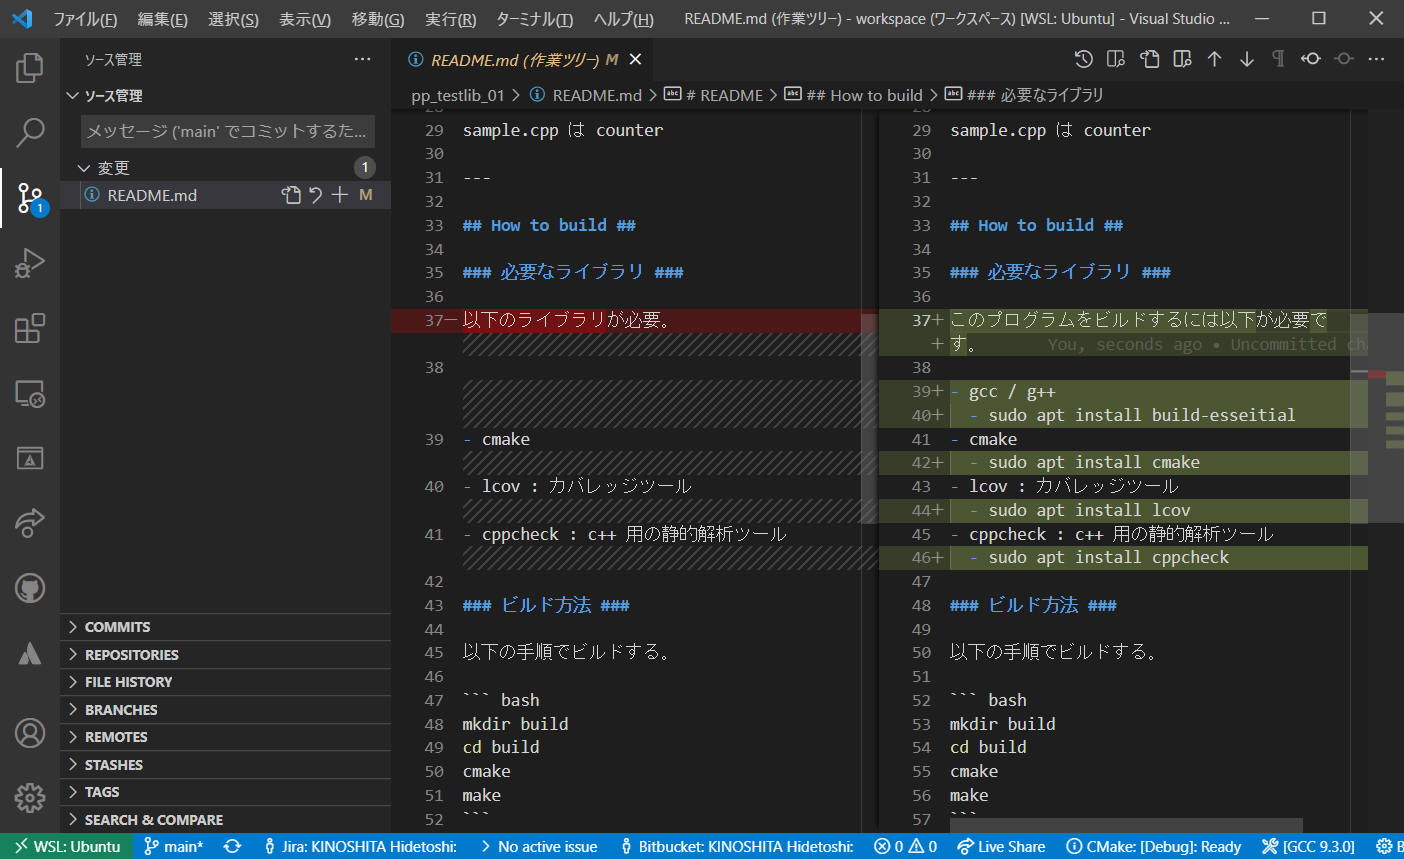 ファイル(F) 編集(E) 選択(S) 表示(V) 移動(G) 実行(R) ターミナル(T) ヘルプ(H) README.md (作業ツリー) - workspace (ワークスペース) [WSL: Ubuntu] - Visual Studio ...
ソース管理 ···
ソース管理
メッセージ ('main' でコミットするた...
変更 1
README.md M
1
COMMITS
REPOSITORIES
FILE HISTORY
BRANCHES
REMOTES
STASHES
TAGS
SEARCH & COMPARE
README.md (作業ツリー) M
pp_testlib_01 > README.md > # README > ## How to build > ### 必要なライブラリ
29 sample.cpp は counter
30
31 ---
32
33 ## How to build ##
34
35 ### 必要なライブラリ ###
36
37− 以下のライブラリが必要。
38
39 - cmake
40 - lcov : カバレッジツール
41 - cppcheck : c++ 用の静的解析ツール
42
43 ### ビルド方法 ###
44
45 以下の手順でビルドする。
46
47 ``` bash
48 mkdir build
49 cd build
50 cmake
51 make
52 ```
29 sample.cpp は counter
30
31 ---
32
33 ## How to build ##
34
35 ### 必要なライブラリ ###
36
37+ このプログラムをビルドするには以下が必要で
+ す。 You, seconds ago • Uncommitted ch
38
39+ - gcc / g++
40+ - sudo apt install build-esseitial
41 - cmake
42+ - sudo apt install cmake
43 - lcov : カバレッジツール
44+ - sudo apt install lcov
45 - cppcheck : c++ 用の静的解析ツール
46+ - sudo apt install cppcheck
47
48 ### ビルド方法 ###
49
50 以下の手順でビルドする。
51
52 ``` bash
53 mkdir build
54 cd build
55 cmake
56 make
57 ```
WSL: Ubuntu main* Jira: KINOSHITA Hidetoshi: No active issue Bitbucket: KINOSHITA Hidetoshi: 0 0 Live Share CMake: [Debug]: Ready [GCC 9.3.0] B